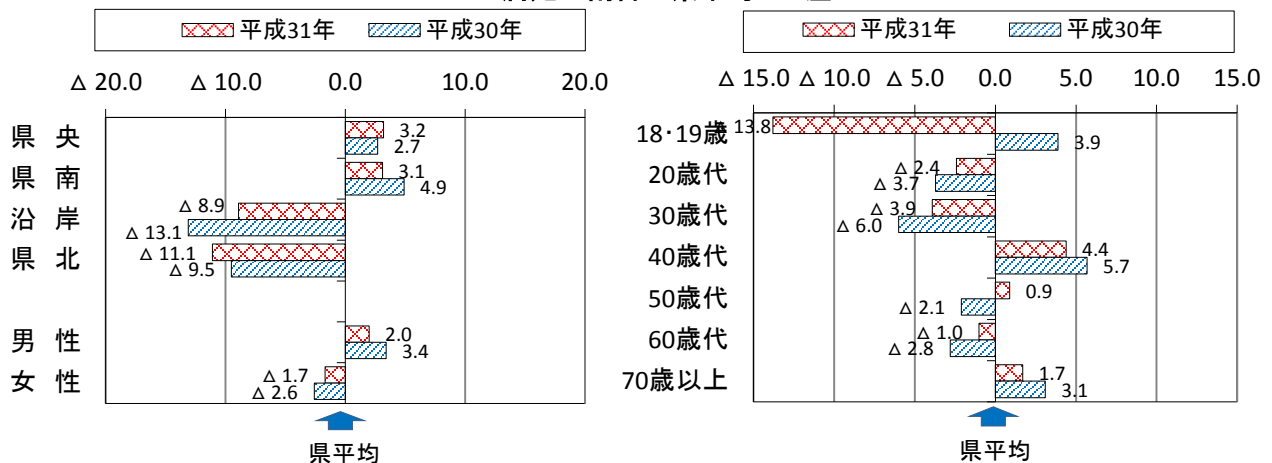 平成31年 平成30年
△ 20.0 △ 10.0 0.0 10.0 20.0
県 央 3.2
2.7
県 南 3.1
4.9
沿 岸 △ 8.9
△ 13.1
県 北 △ 11.1
△ 9.5
男 性 2.0
3.4
女 性 △ 1.7
△ 2.6
県平均
平成31年 平成30年
△ 15.0 △ 10.0 △ 5.0 0.0 5.0 10.0 15.0
18・19歳 13.8
3.9
20歳代 △ 2.4
△ 3.7
30歳代 △ 3.9
△ 6.0
40歳代 4.4
5.7
50歳代 0.9
△ 2.1
60歳代 △ 1.0
△ 2.8
70歳以上 1.7
3.1
県平均